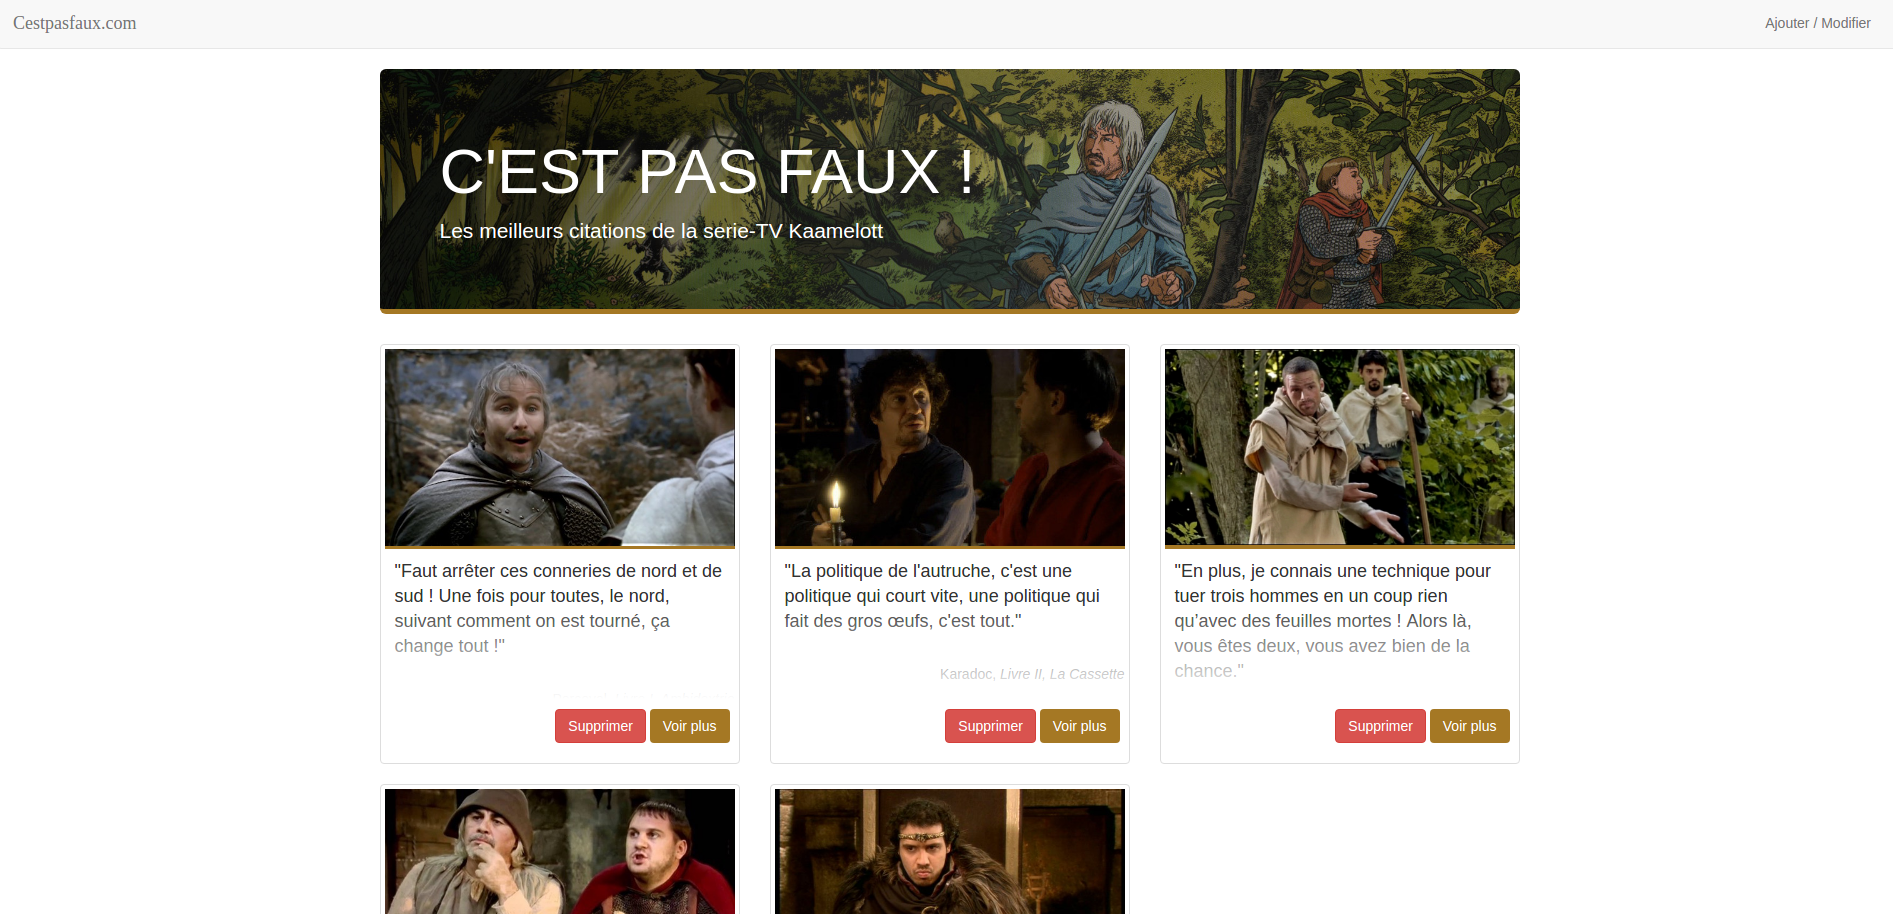 Cestpasfaux.com
Ajouter / Modifier
C'EST PAS FAUX !
Les meilleurs citations de la serie-TV Kaamelott
"Faut arrêter ces conneries de nord et de
sud ! Une fois pour toutes, le nord,
suivant comment on est tourné, ça
change tout !"
Supprimer
Voir plus
"La politique de l'autruche, c'est une
politique qui court vite, une politique qui
fait des gros œufs, c'est tout."
Karadoc, Livre II, La Cassette
Supprimer
Voir plus
"En plus, je connais une technique pour
tuer trois hommes en un coup rien
qu’avec des feuilles mortes ! Alors là,
vous êtes deux, vous avez bien de la
chance."
Supprimer
Voir plus